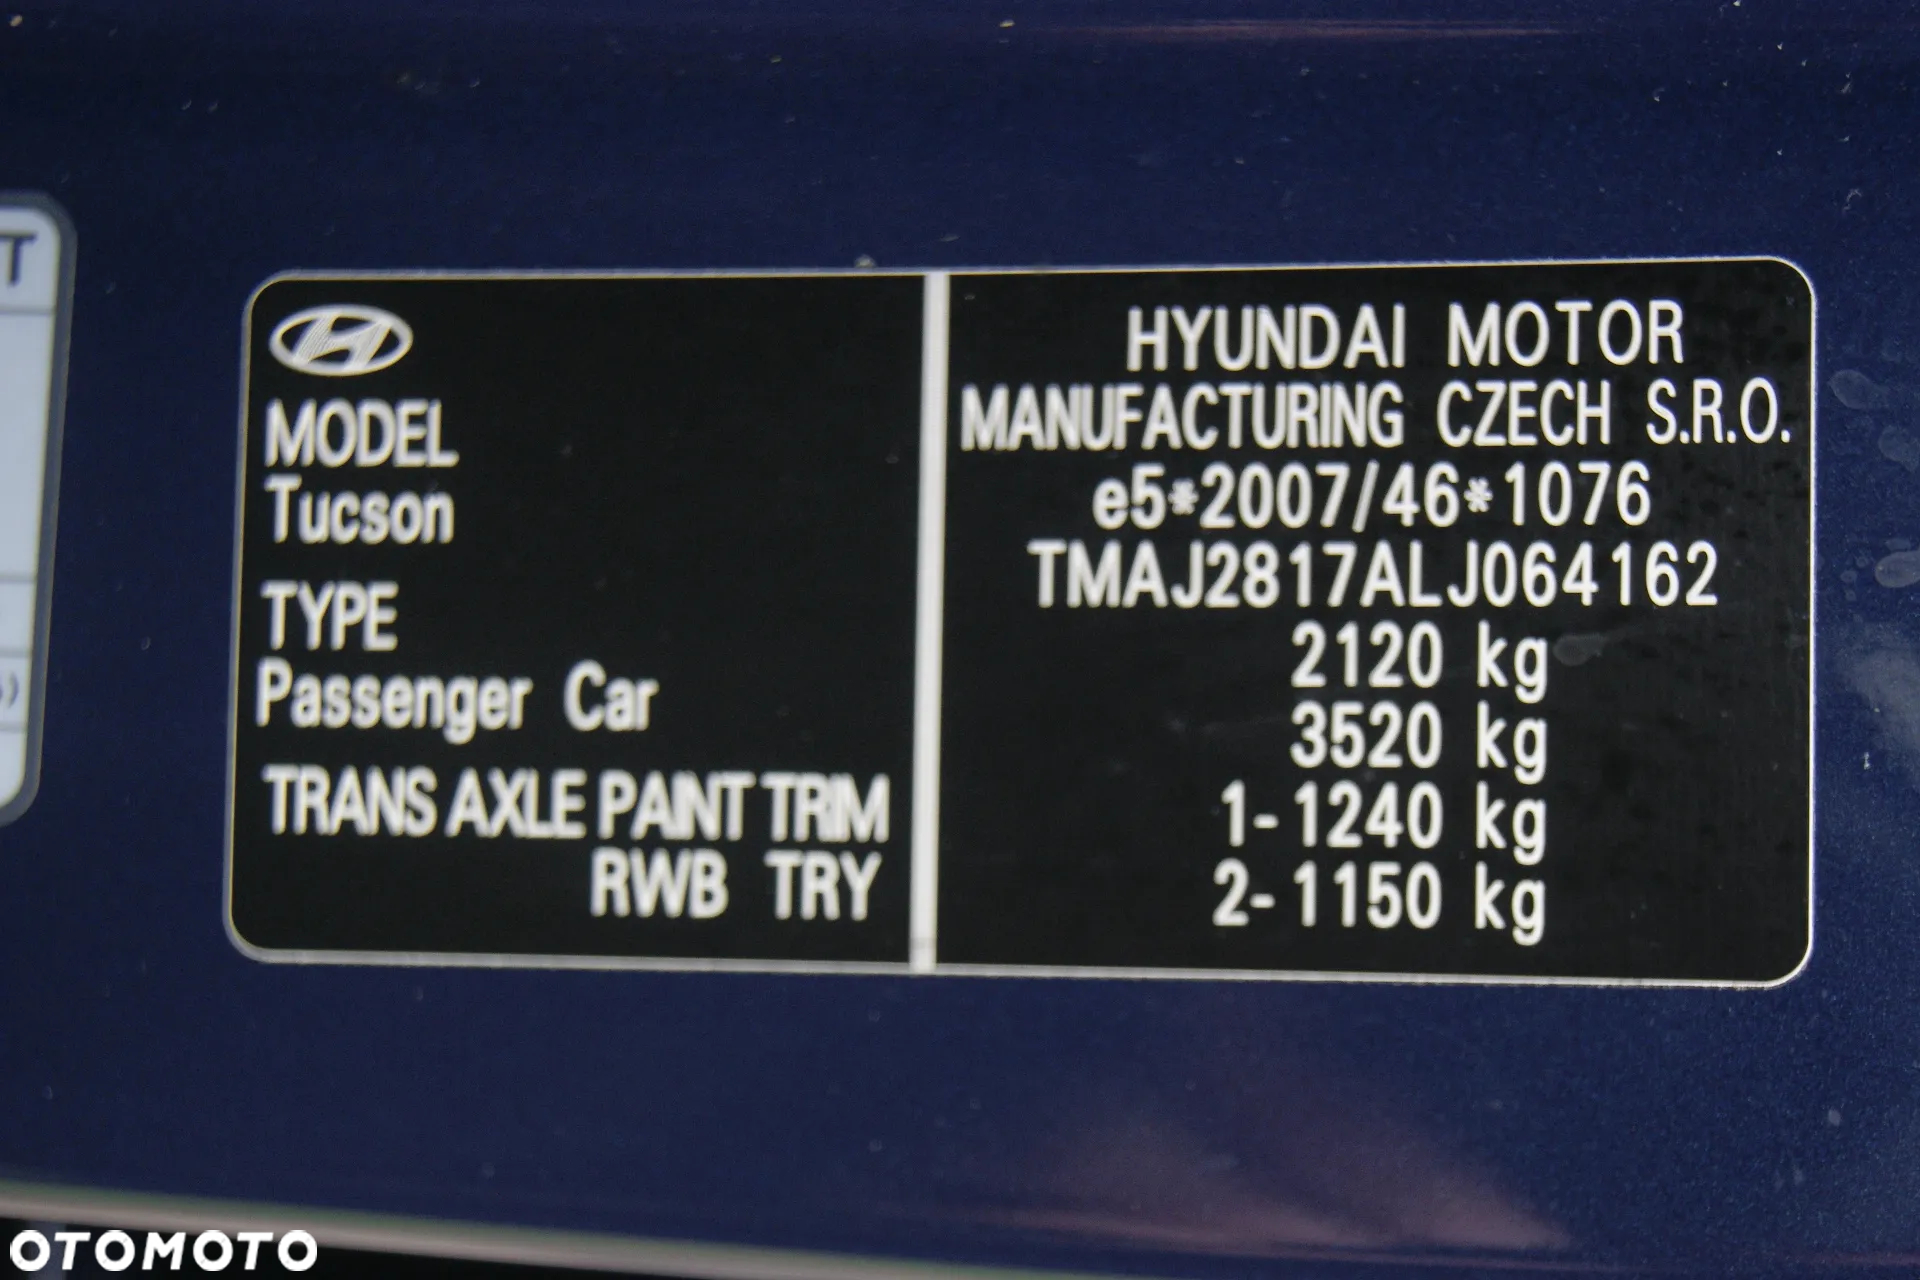 T
MODEL
Tucson
TYPE
Passenger Car
TRANS AXLE PAINT TRIM
RWB TRY
HYUNDAI MOTOR
MANUFACTURING CZECH S.R.O.
e5*2007/46*1076
TMAJ2817ALJ064162
2120 kg
3520 kg
1-1240 kg
2-1150 kg
OTOMOTO